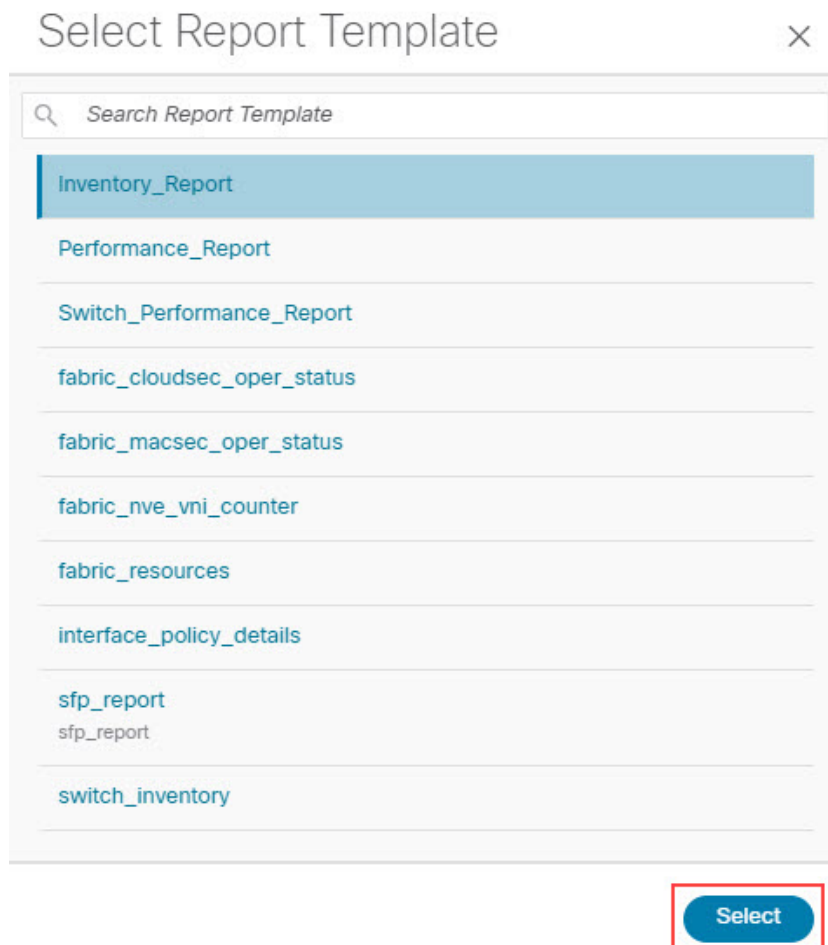 Select Report Template
Search Report Template
Inventory_Report
Performance_Report
Switch_Performance_Report
fabric_cloudsec_oper_status
fabric_macsec_oper_status
fabric_nve_vni_counter
fabric_resources
interface_policy_details
sfp_report
sfp_report
switch_inventory
Select